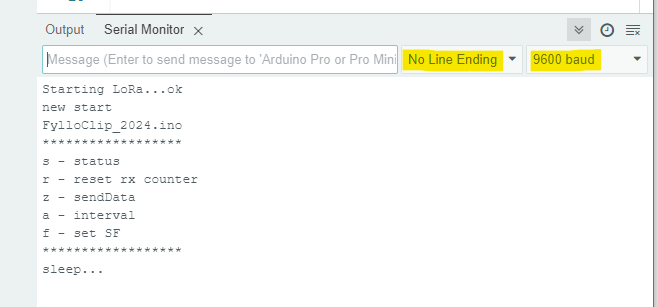 Output Serial Monitor
Message (Enter to send message to 'Arduino Pro or Pro Mini No Line Ending 9600 baud
Starting LoRa...ok
new start
FylloClip_2024.ino
******************
s - status
r - reset rx counter
z - sendData
a - interval
f - set SF
******************
sleep...